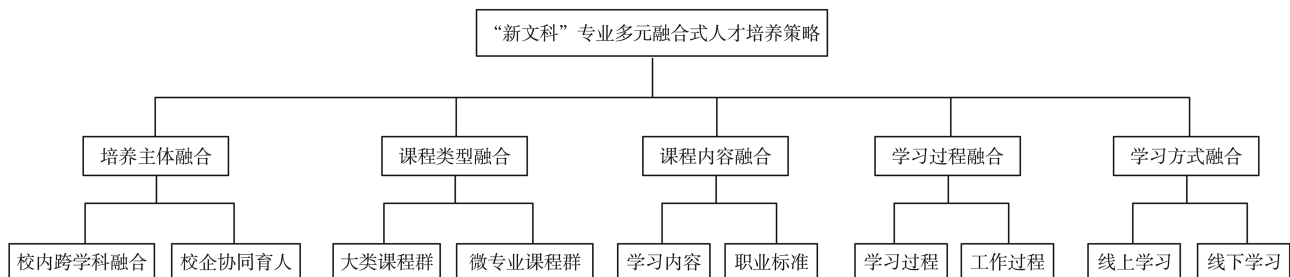 “新文科”专业多元融合式人才培养策略
培养主体融合
课程类型融合
课程内容融合
学习过程融合
学习方式融合
校内跨学科融合
校企协同育人
大类课程群
微专业课程群
学习内容
职业标准
学习过程
工作过程
线上学习
线下学习